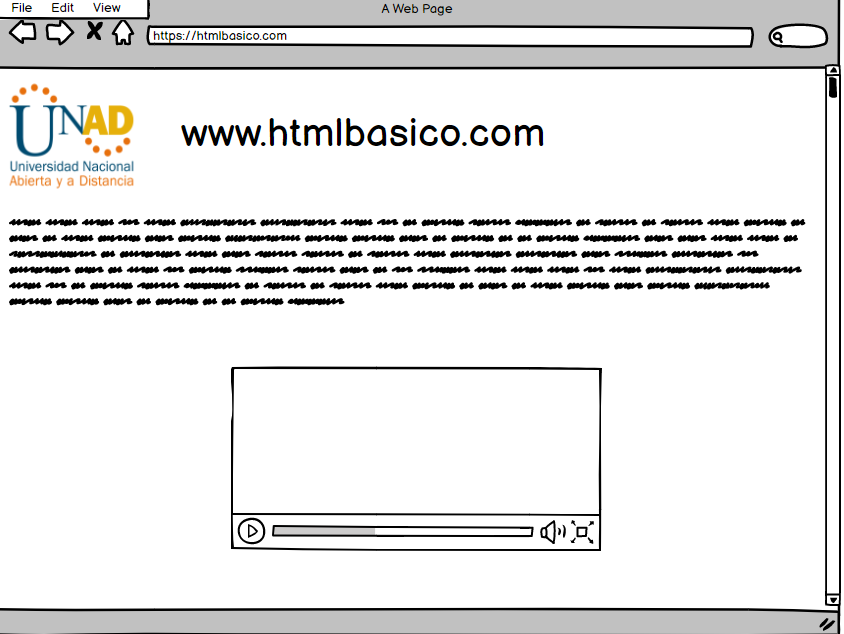 File Edit View
A Web Page
https://htmlbasico.com
UNAD
Universidad Nacional
Abierta y a Distancia
www.htmlbasico.com